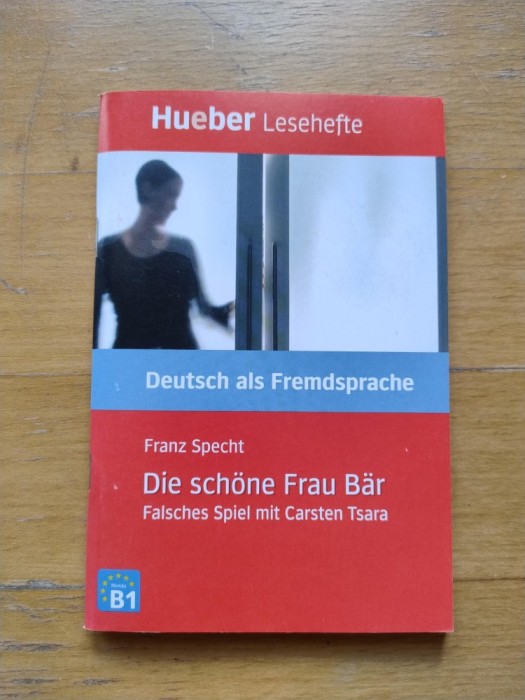 Hueber Lesehefte
Deutsch als Fremdsprache
Franz Specht
Die schöne Frau Bär
Falsches Spiel mit Carsten Tsara
B1